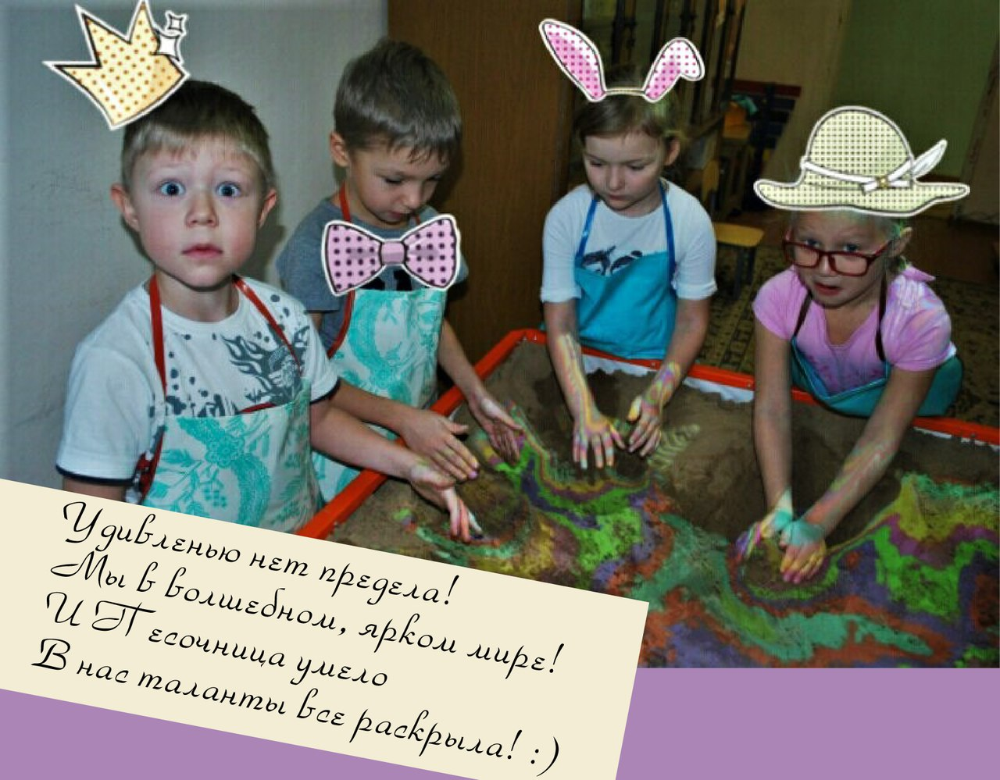 Удивленью нет предела!
Мы в волшебном, ярком мире!
И Песочница умело
В нас таланты все раскрыла! :)